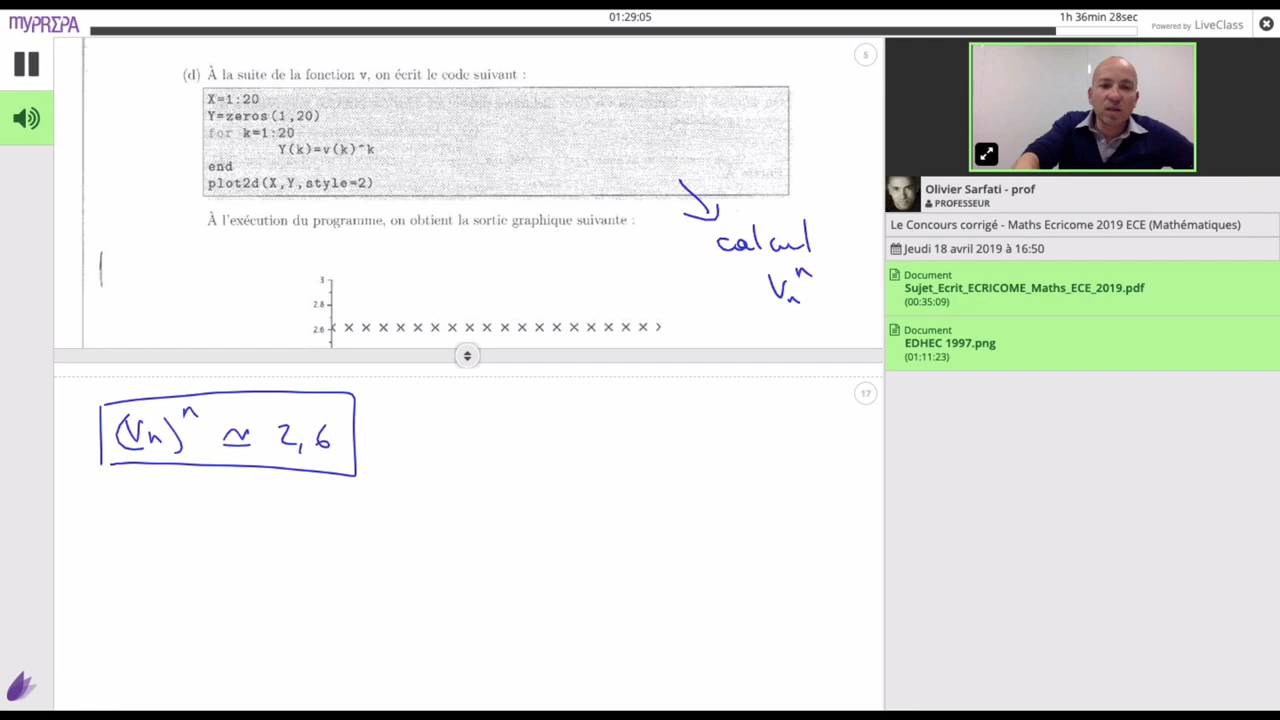 MYPREPA
01:29:05
1h 36min 28sec
Powered by LiveClass
5
(d) À la suite de la fonction v, on écrit le code suivant :
X=1:20
Y=zeros(1,20)
for k=1:20
Y(k)=v(k)^k
end
plot2d(X,Y,style=2)
À l'exécution du programme, on obtient la sortie graphique suivante :
calcul
Vₙⁿ
3
2.8
2.6
17
(Vₙ)ⁿ ≃ 2,6
Olivier Sarfati - prof
PROFESSEUR
Le Concours corrigé - Maths Ecricome 2019 ECE (Mathématiques)
Jeudi 18 avril 2019 à 16:50
Document
Sujet_Ecrit_ECRICOME_Maths_ECE_2019.pdf
(00:35:09)
Document
EDHEC 1997.png
(01:11:23)